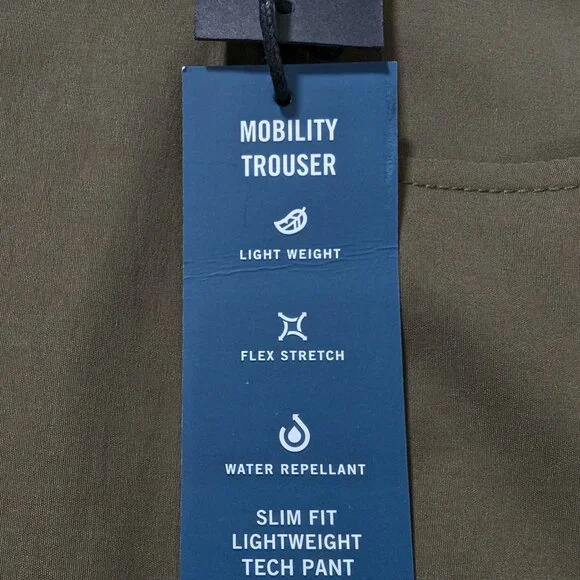 MOBILITY
TROUSER
LIGHT WEIGHT
FLEX STRETCH
WATER REPELLANT
SLIM FIT
LIGHTWEIGHT
TECH PANT